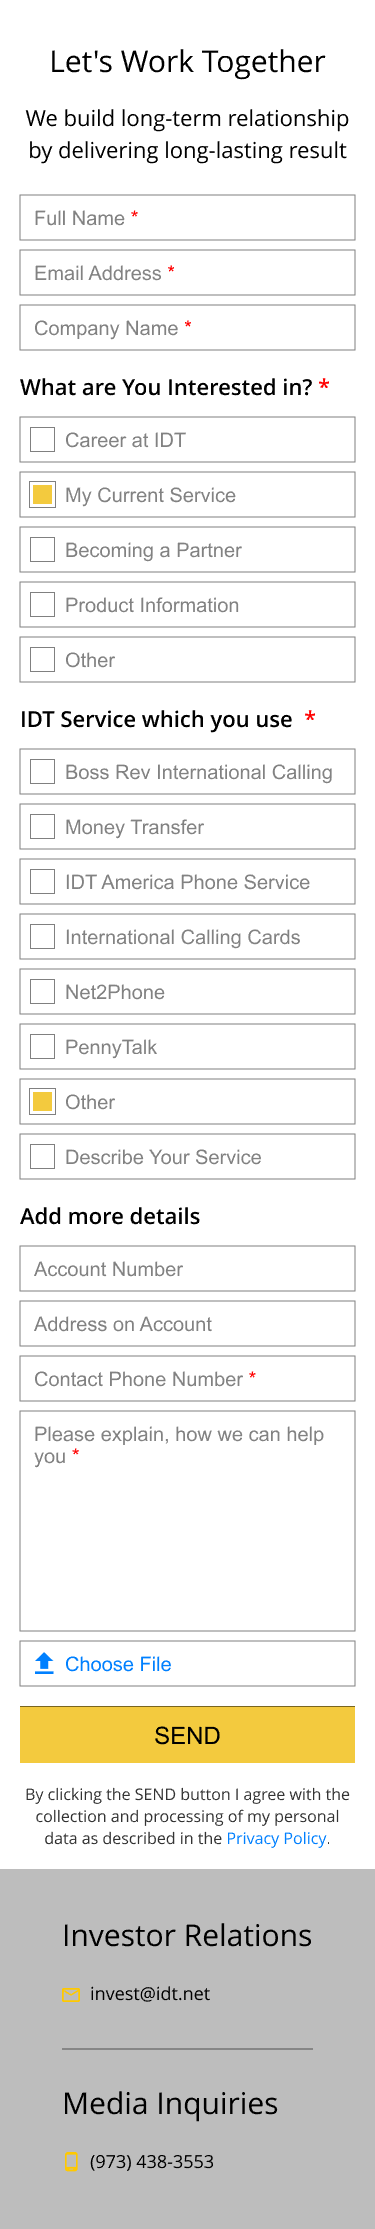 Let's Work Together
We build long-term relationship
by delivering long-lasting result
Full Name *
Email Address *
Company Name *
What are You Interested in? *
Career at IDT
My Current Service
Becoming a Partner
Product Information
Other
IDT Service which you use *
Boss Rev International Calling
Money Transfer
IDT America Phone Service
International Calling Cards
Net2Phone
PennyTalk
Other
Describe Your Service
Add more details
Account Number
Address on Account
Contact Phone Number *
Please explain, how we can help
you *
Choose File
SEND
By clicking the SEND button I agree with the
collection and processing of my personal
data as described in the Privacy Policy.
Investor Relations
invest@idt.net
Media Inquiries
(973) 438-3553